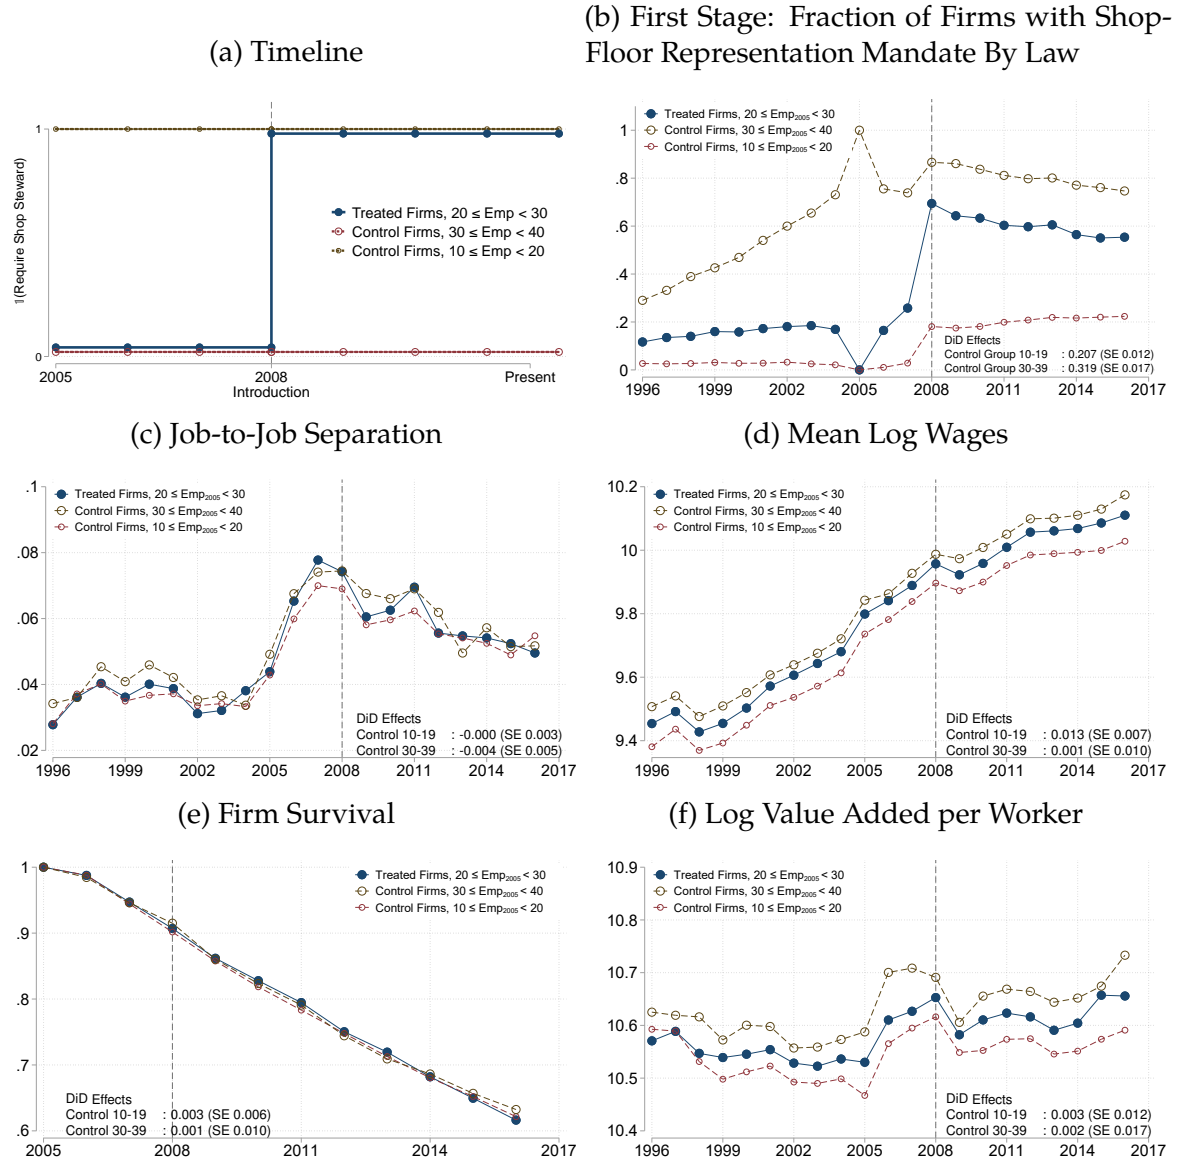 (a) Timeline
𝟙(Require Shop Steward)
1
0
Treated Firms, 20 ≤ Emp < 30
Control Firms, 30 ≤ Emp < 40
Control Firms, 10 ≤ Emp < 20
2005
2008
Present
Introduction
(b) First Stage: Fraction of Firms with Shop-
Floor Representation Mandate By Law
Treated Firms, 20 ≤ Emp2005 < 30
Control Firms, 30 ≤ Emp2005 < 40
Control Firms, 10 ≤ Emp2005 < 20
1
.8
.6
.4
.2
0
DiD Effects
Control Group 10-19 : 0.207 (SE 0.012)
Control Group 30-39 : 0.319 (SE 0.017)
1996 1999 2002 2005 2008 2011 2014 2017
(c) Job-to-Job Separation
Treated Firms, 20 ≤ Emp2005 < 30
Control Firms, 30 ≤ Emp2005 < 40
Control Firms, 10 ≤ Emp2005 < 20
.1
.08
.06
.04
.02
DiD Effects
Control 10-19 : -0.000 (SE 0.003)
Control 30-39 : -0.004 (SE 0.005)
1996 1999 2002 2005 2008 2011 2014 2017
(d) Mean Log Wages
Treated Firms, 20 ≤ Emp2005 < 30
Control Firms, 30 ≤ Emp2005 < 40
Control Firms, 10 ≤ Emp2005 < 20
10.2
10
9.8
9.6
9.4
DiD Effects
Control 10-19 : 0.013 (SE 0.007)
Control 30-39 : 0.001 (SE 0.010)
1996 1999 2002 2005 2008 2011 2014 2017
(e) Firm Survival
Treated Firms, 20 ≤ Emp2005 < 30
Control Firms, 30 ≤ Emp2005 < 40
Control Firms, 10 ≤ Emp2005 < 20
1
.9
.8
.7
.6
DiD Effects
Control 10-19 : 0.003 (SE 0.006)
Control 30-39 : 0.001 (SE 0.010)
2005 2008 2011 2014 2017
(f) Log Value Added per Worker
Treated Firms, 20 ≤ Emp2005 < 30
Control Firms, 30 ≤ Emp2005 < 40
Control Firms, 10 ≤ Emp2005 < 20
10.9
10.8
10.7
10.6
10.5
10.4
DiD Effects
Control 10-19 : 0.003 (SE 0.012)
Control 30-39 : 0.002 (SE 0.017)
1996 1999 2002 2005 2008 2011 2014 2017